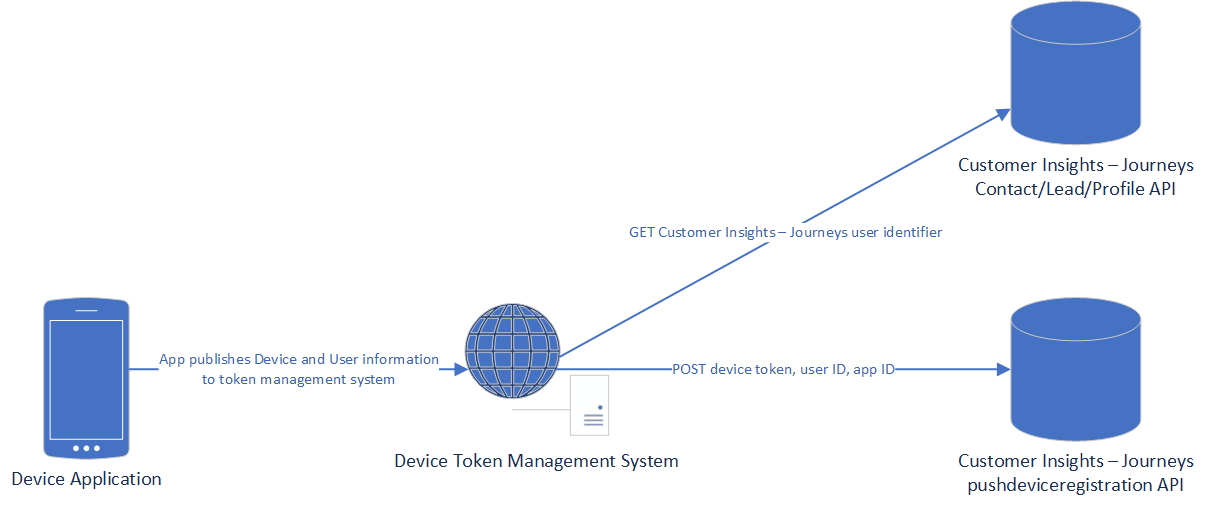 Customer Insights – Journeys
Contact/Lead/Profile API
GET Customer Insights – Journeys user identifier
App publishes Device and User information
to token management system
POST device token, user ID, app ID
Device Application
Device Token Management System
Customer Insights – Journeys
pushdeviceregistration API